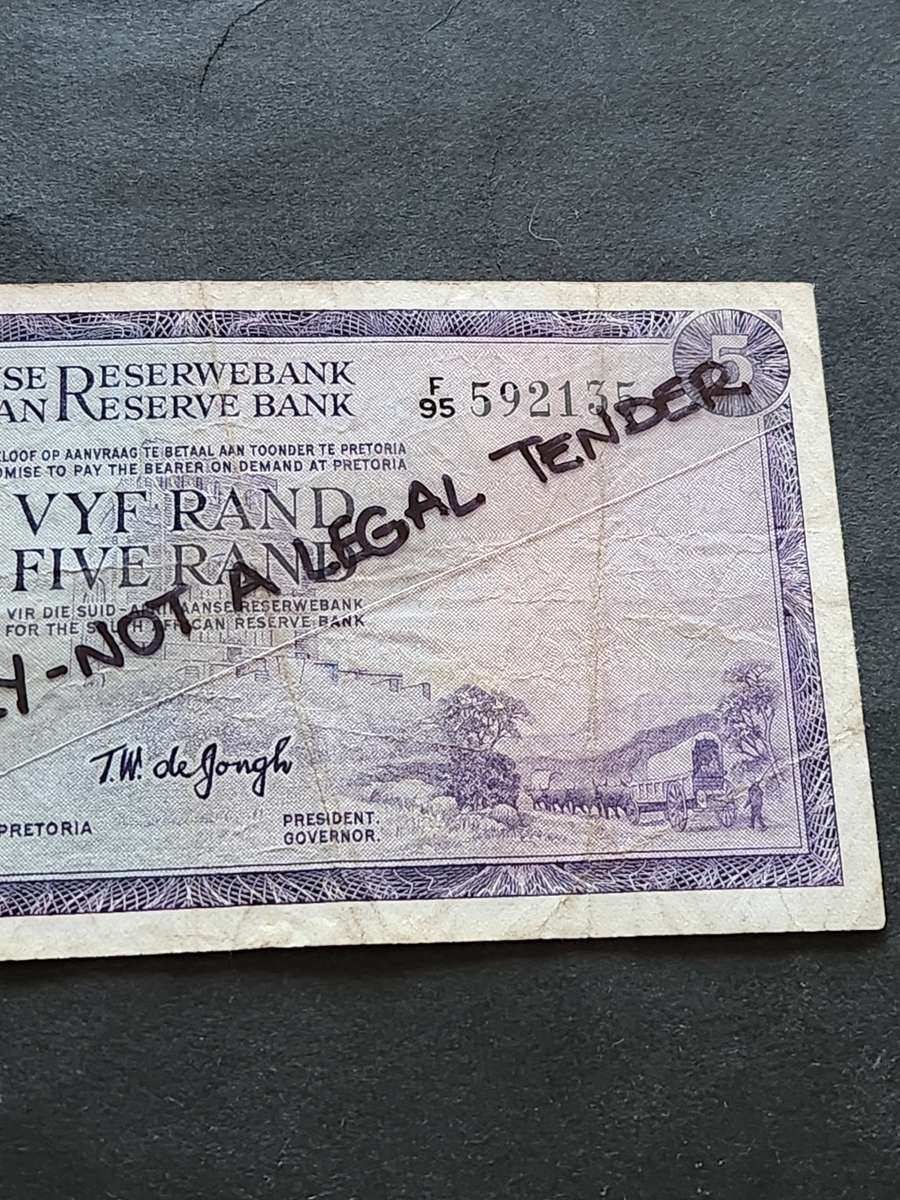 SE RESERWEBANK
AN RESERVE BANK
F
95 592135
5
LOOF OP AANVRAAG TE BETAAL AAN TOONDER TE PRETORIA
OMISE TO PAY THE BEARER ON DEMAND AT PRETORIA
VYF RAND
FIVE RAND
VIR DIE SUID-AFRIKAANSE RESERWEBANK
FOR THE SOUTH AFRICAN RESERVE BANK
Y-NOT A LEGAL TENDER
T.W. de Jongh
PRETORIA
PRESIDENT.
GOVERNOR.